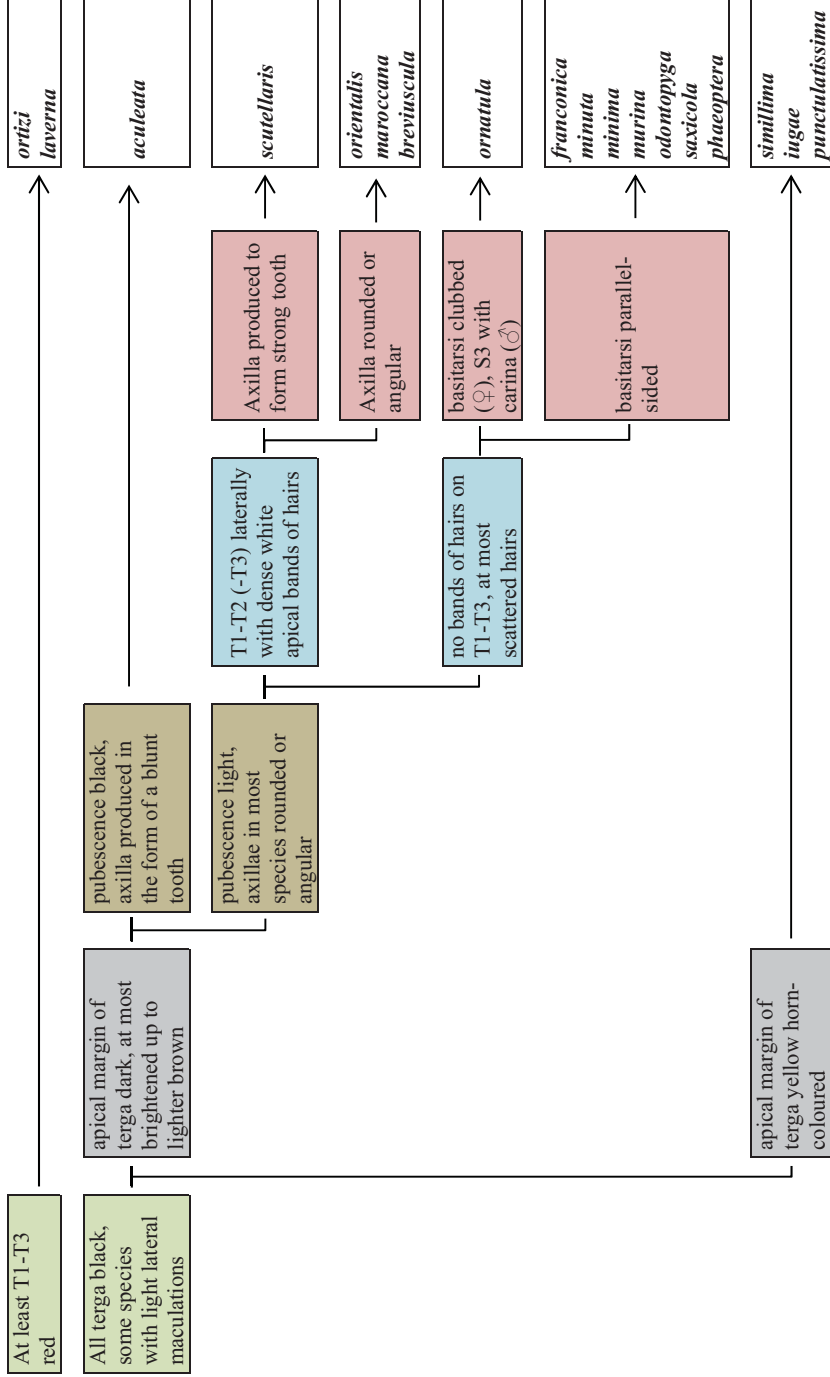 At least T1-T3
red
ortizi
laverna
All terga black,
some species
with light lateral
maculations
apical margin of
terga dark, at most
brightened up to
lighter brown
pubescence black,
axilla produced in
the form of a blunt
tooth
aculeata
pubescence light,
axillae in most
species rounded or
angular
T1-T2 (-T3) laterally
with dense white
apical bands of hairs
Axilla produced to
form strong tooth
scutellaris
Axilla rounded or
angular
orientalis
maroccana
breviuscula
no bands of hairs on
T1-T3, at most
scattered hairs
basitarsi clubbed
(♀), S3 with
carina (♂)
ornatula
basitarsi parallel-
sided
franconica
minuta
minima
murina
odontopyga
saxicola
phaeoptera
apical margin of
terga yellow horn-
coloured
simillima
iugae
punctulatissima